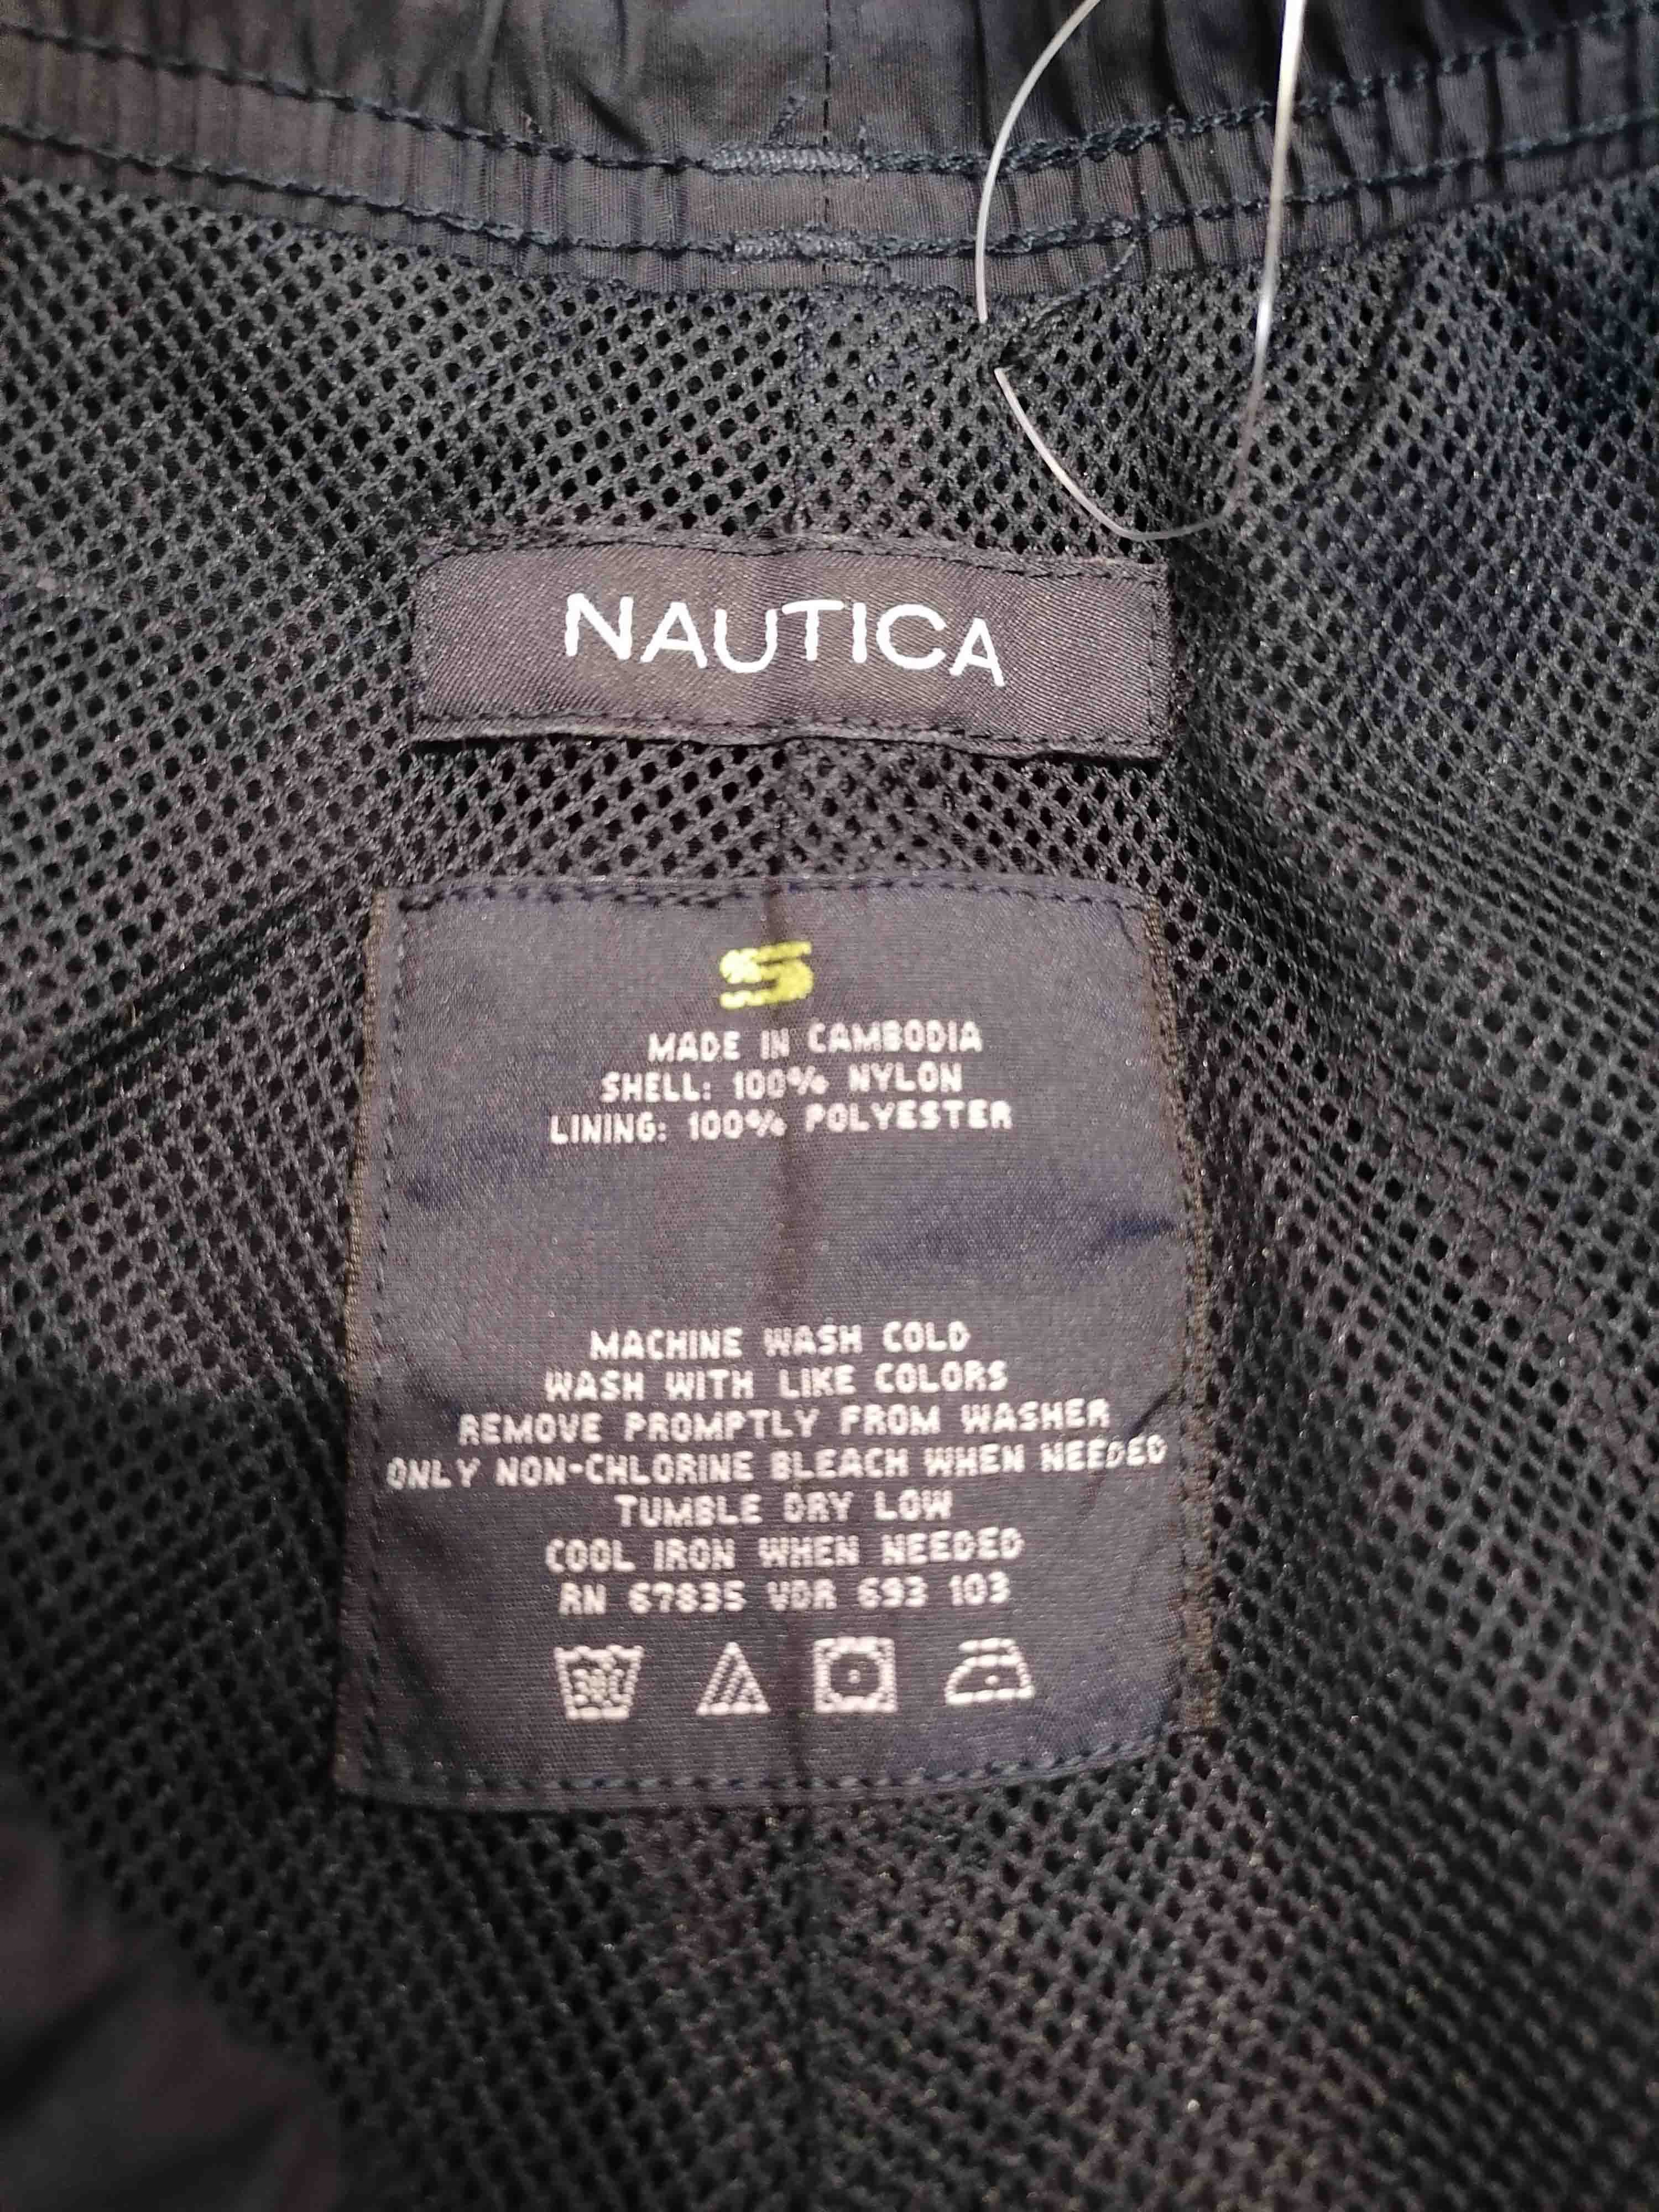 NAUTICA
S
MADE IN CAMBODIA
SHELL: 100% NYLON
LINING: 100% POLYESTER
MACHINE WASH COLD
WASH WITH LIKE COLORS
REMOVE PROMPTLY FROM WASHER
ONLY NON-CHLORINE BLEACH WHEN NEEDED
TUMBLE DRY LOW
COOL IRON WHEN NEEDED
RN 67835 VDR 693 103